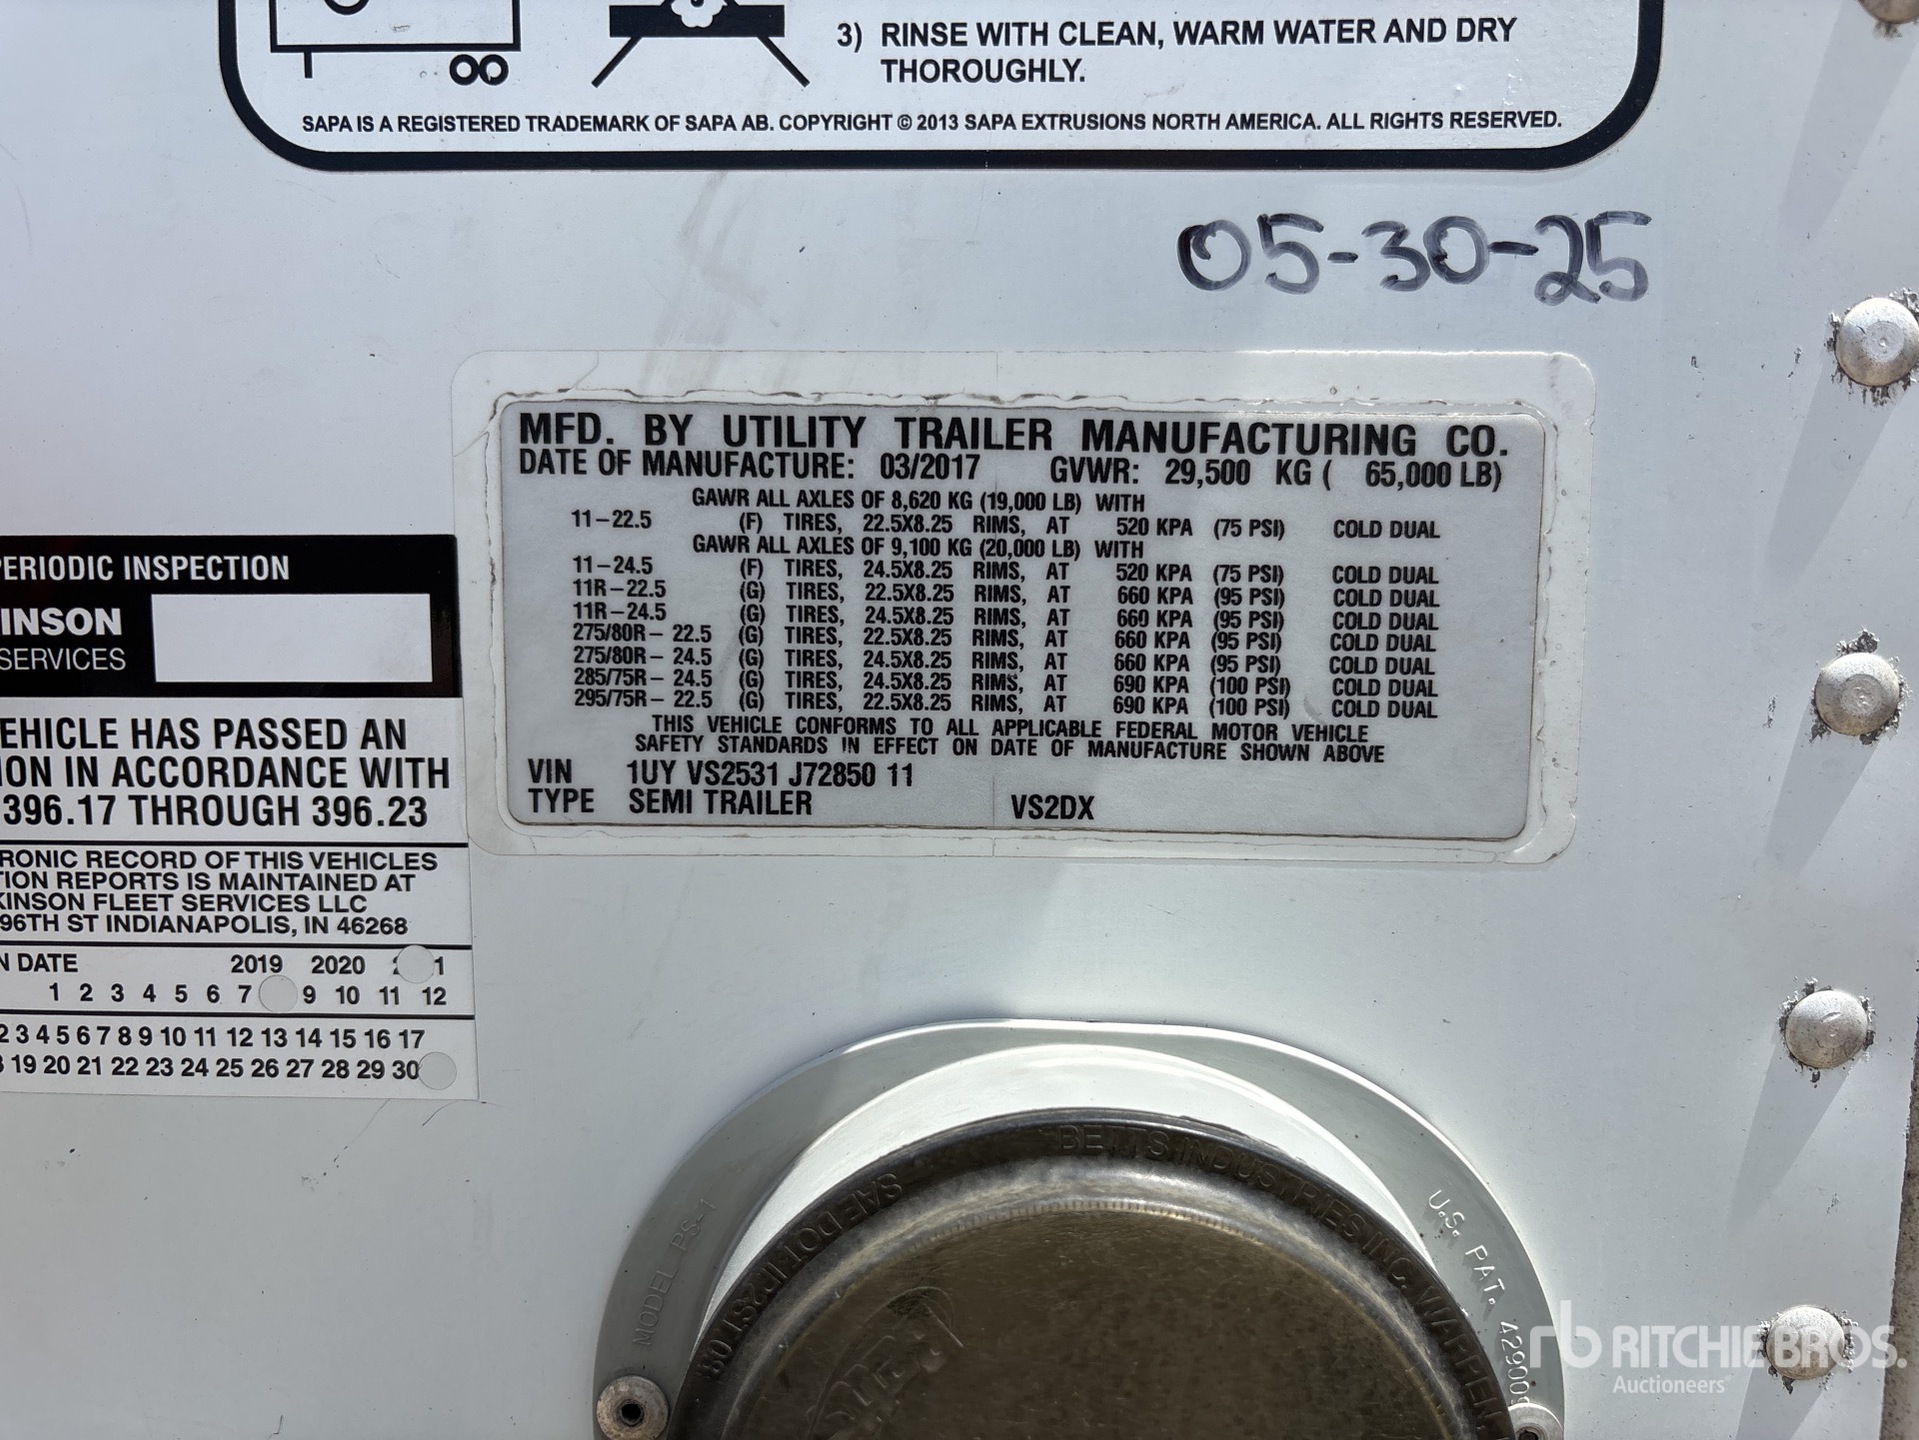 3) RINSE WITH CLEAN, WARM WATER AND DRY
THOROUGHLY.
SAPA IS A REGISTERED TRADEMARK OF SAPA AB. COPYRIGHT © 2013 SAPA EXTRUSIONS NORTH AMERICA. ALL RIGHTS RESERVED.
05-30-25
MFD. BY UTILITY TRAILER MANUFACTURING CO.
DATE OF MANUFACTURE: 03/2017 GVWR: 29,500 KG ( 65,000 LB)
GAWR ALL AXLES OF 8,620 KG (19,000 LB) WITH
11-22.5 (F) TIRES, 22.5X8.25 RIMS, AT 520 KPA (75 PSI) COLD DUAL
GAWR ALL AXLES OF 9,100 KG (20,000 LB) WITH
11-24.5 (F) TIRES, 24.5X8.25 RIMS, AT 520 KPA (75 PSI) COLD DUAL
11R-22.5 (G) TIRES, 22.5X8.25 RIMS, AT 660 KPA (95 PSI) COLD DUAL
11R-24.5 (G) TIRES, 24.5X8.25 RIMS, AT 660 KPA (95 PSI) COLD DUAL
275/80R- 22.5 (G) TIRES, 22.5X8.25 RIMS, AT 660 KPA (95 PSI) COLD DUAL
275/80R- 24.5 (G) TIRES, 24.5X8.25 RIMS, AT 660 KPA (95 PSI) COLD DUAL
285/75R- 24.5 (G) TIRES, 24.5X8.25 RIMS, AT 690 KPA (100 PSI) COLD DUAL
295/75R- 22.5 (G) TIRES, 22.5X8.25 RIMS, AT 690 KPA (100 PSI) COLD DUAL
THIS VEHICLE CONFORMS TO ALL APPLICABLE FEDERAL MOTOR VEHICLE
SAFETY STANDARDS IN EFFECT ON DATE OF MANUFACTURE SHOWN ABOVE
VIN 1UY VS2531 J72850 11
TYPE SEMI TRAILER VS2DX
ERIODIC INSPECTION
INSON
SERVICES
EHICLE HAS PASSED AN
ION IN ACCORDANCE WITH
396.17 THROUGH 396.23
RONIC RECORD OF THIS VEHICLES
TION REPORTS IS MAINTAINED AT
KINSON FLEET SERVICES LLC
96TH ST INDIANAPOLIS, IN 46268
N DATE 2019 2020 1
1 2 3 4 5 6 7 9 10 11 12
2 3 4 5 6 7 8 9 10 11 12 13 14 15 16 17
19 20 21 22 23 24 25 26 27 28 29 30
MODEL PS-1
U.S. PAT. 42900
BETTS INDUSTRIES INC. WARREN
SAE DOT-IP2S
rb RITCHIE BROS.
Auctioneers